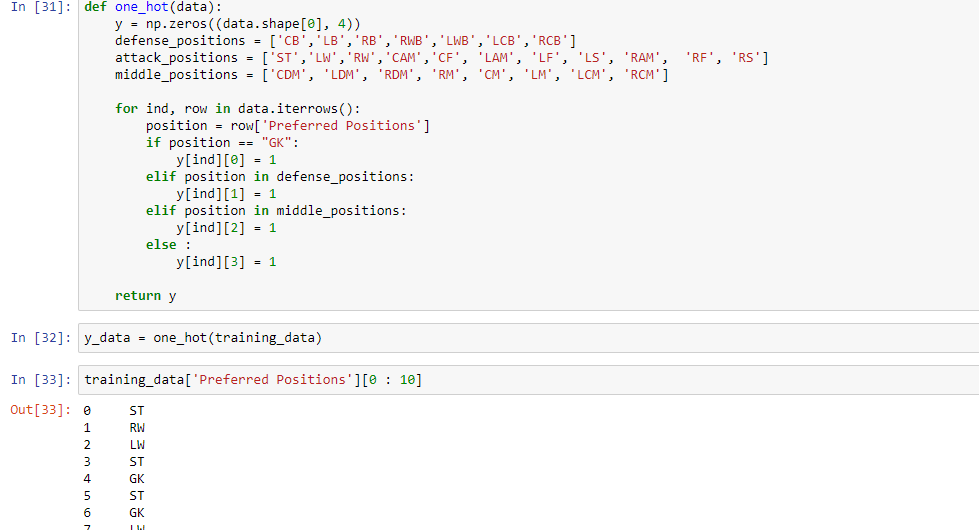 In [31]: def one_hot(data):
    y = np.zeros((data.shape[0], 4))
    defense_positions = ['CB','LB','RB','RWB','LWB','LCB','RCB']
    attack_positions = ['ST','LW','RW','CAM','CF', 'LAM', 'LF', 'LS', 'RAM',  'RF', 'RS']
    middle_positions = ['CDM', 'LDM', 'RDM', 'RM', 'CM', 'LM', 'LCM', 'RCM']
    for ind, row in data.iterrows():
        position = row['Preferred Positions']
        if position == "GK":
            y[ind][0] = 1
        elif position in defense_positions:
            y[ind][1] = 1
        elif position in middle_positions:
            y[ind][2] = 1
        else :
            y[ind][3] = 1
    return y
In [32]: y_data = one_hot(training_data)
In [33]: training_data['Preferred Positions'][0 : 10]
Out[33]: 0     ST
1     RW
2     LW
3     ST
4     GK
5     ST
6     GK
7     LW